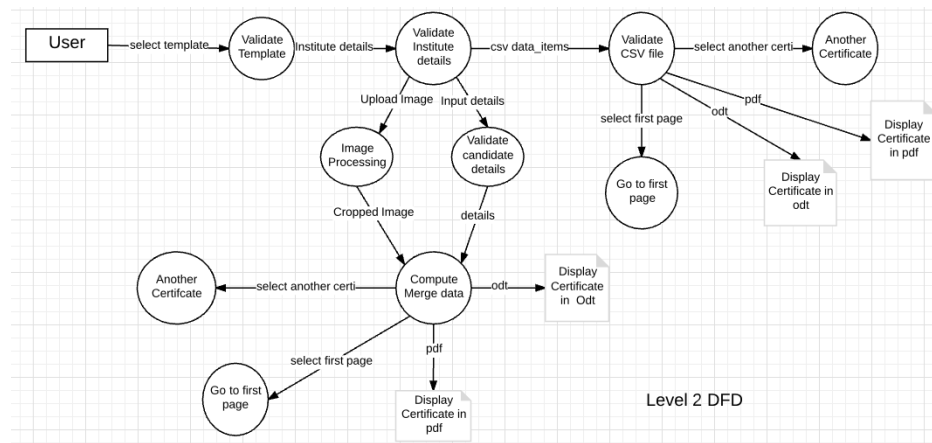 User
select template
Validate
Template
Institute details
Validate
Institute
details
csv data_items
Validate
CSV file
select another certi
Another
Certificate
Upload Image
Input details
select first page
odt
pdf
Display
Certificate
in pdf
Image
Processing
Validate
candidate
details
Go to first
page
Display
Certificate in
odt
Cropped Image
details
Another
Certifcate
select another certi
Compute
Merge data
odt
Display
Certificate
in Odt
select first page
pdf
Go to first
page
Display
Certificate in
pdf
Level 2 DFD